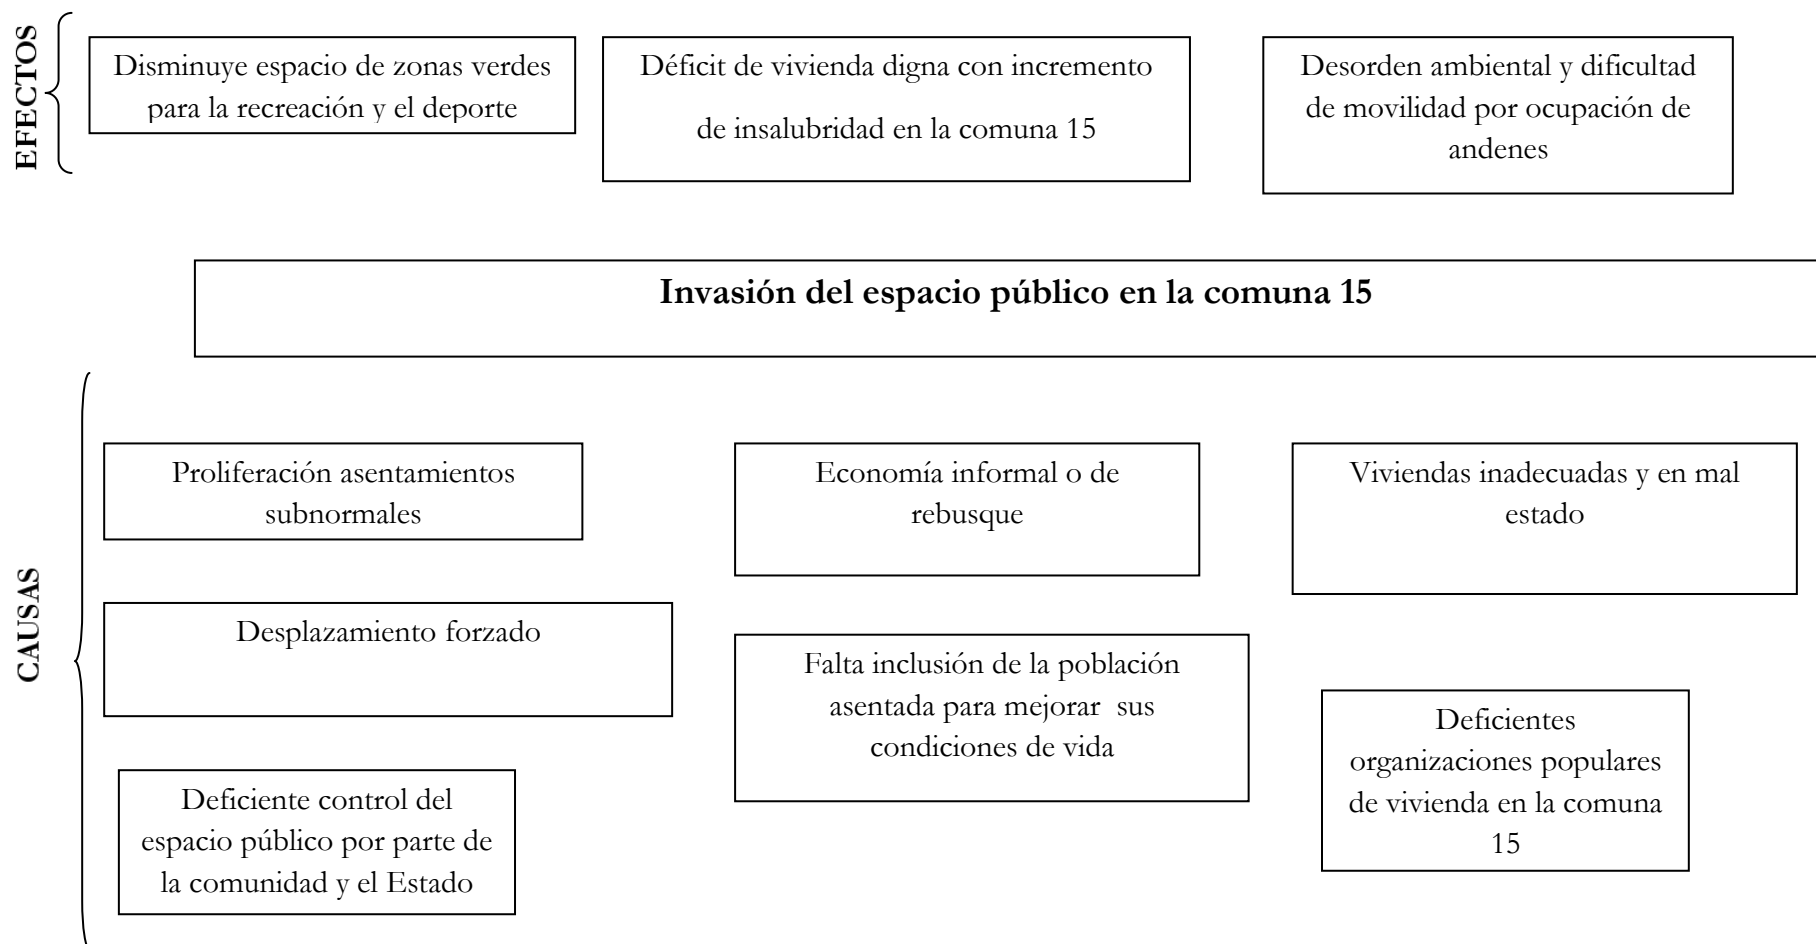 EFECTOS
Disminuye espacio de zonas verdes
para la recreación y el deporte
Déficit de vivienda digna con incremento
de insalubridad en la comuna 15
Desorden ambiental y dificultad
de movilidad por ocupación de
andenes
Invasión del espacio público en la comuna 15
CAUSAS
Proliferación asentamientos
subnormales
Economía informal o de
rebusque
Viviendas inadecuadas y en mal
estado
Desplazamiento forzado
Falta inclusión de la población
asentada para mejorar  sus
condiciones de vida
Deficientes
organizaciones populares
de vivienda en la comuna
15
Deficiente control del
espacio público por parte de
la comunidad y el Estado